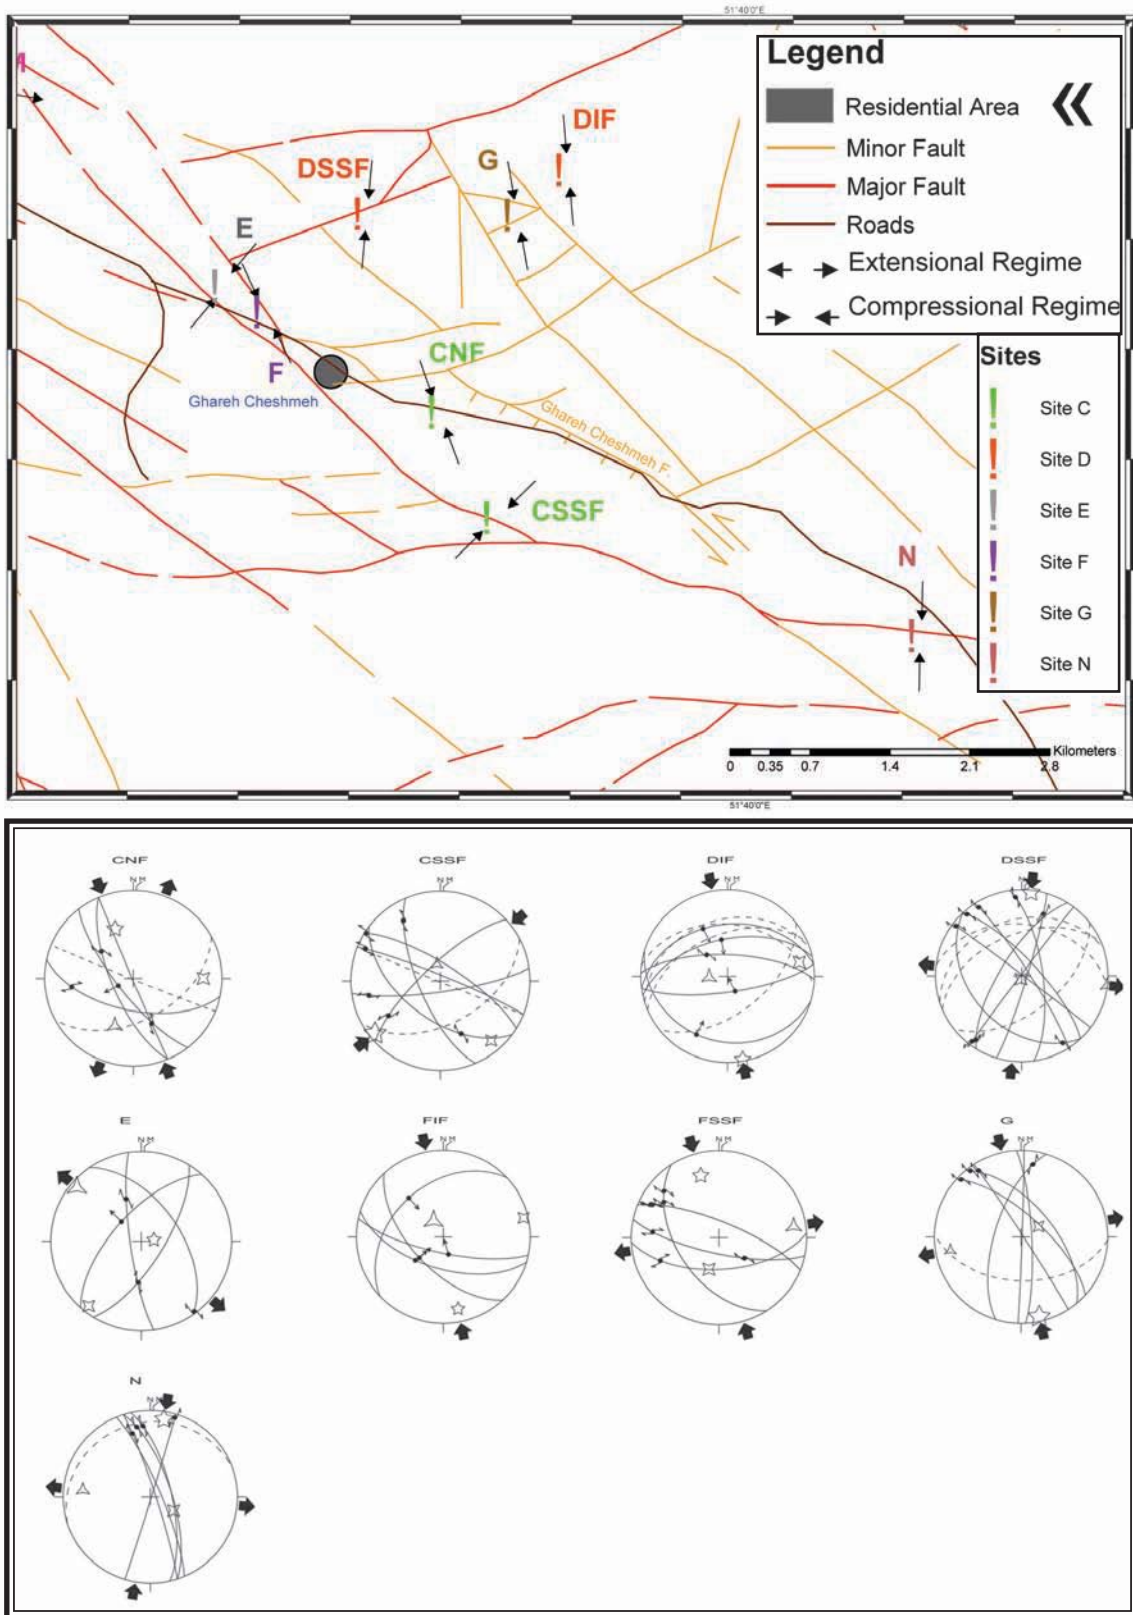 51°40'0"E
A
DIF
DSSF
G
E
CNF
F
Ghareh Cheshmeh
Ghareh Cheshmeh F.
CSSF
N
Legend
Residential Area
Minor Fault
Major Fault
Roads
Extensional Regime
Compressional Regime
Sites
Site C
Site D
Site E
Site F
Site G
Site N
Kilometers
0 0.35 0.7 1.4 2.1 2.8
51°40'0"E
CNF CSSF DIF DSSF
N M N M N M N M
E FIF FSSF G
N M N M N M N M
N
N M